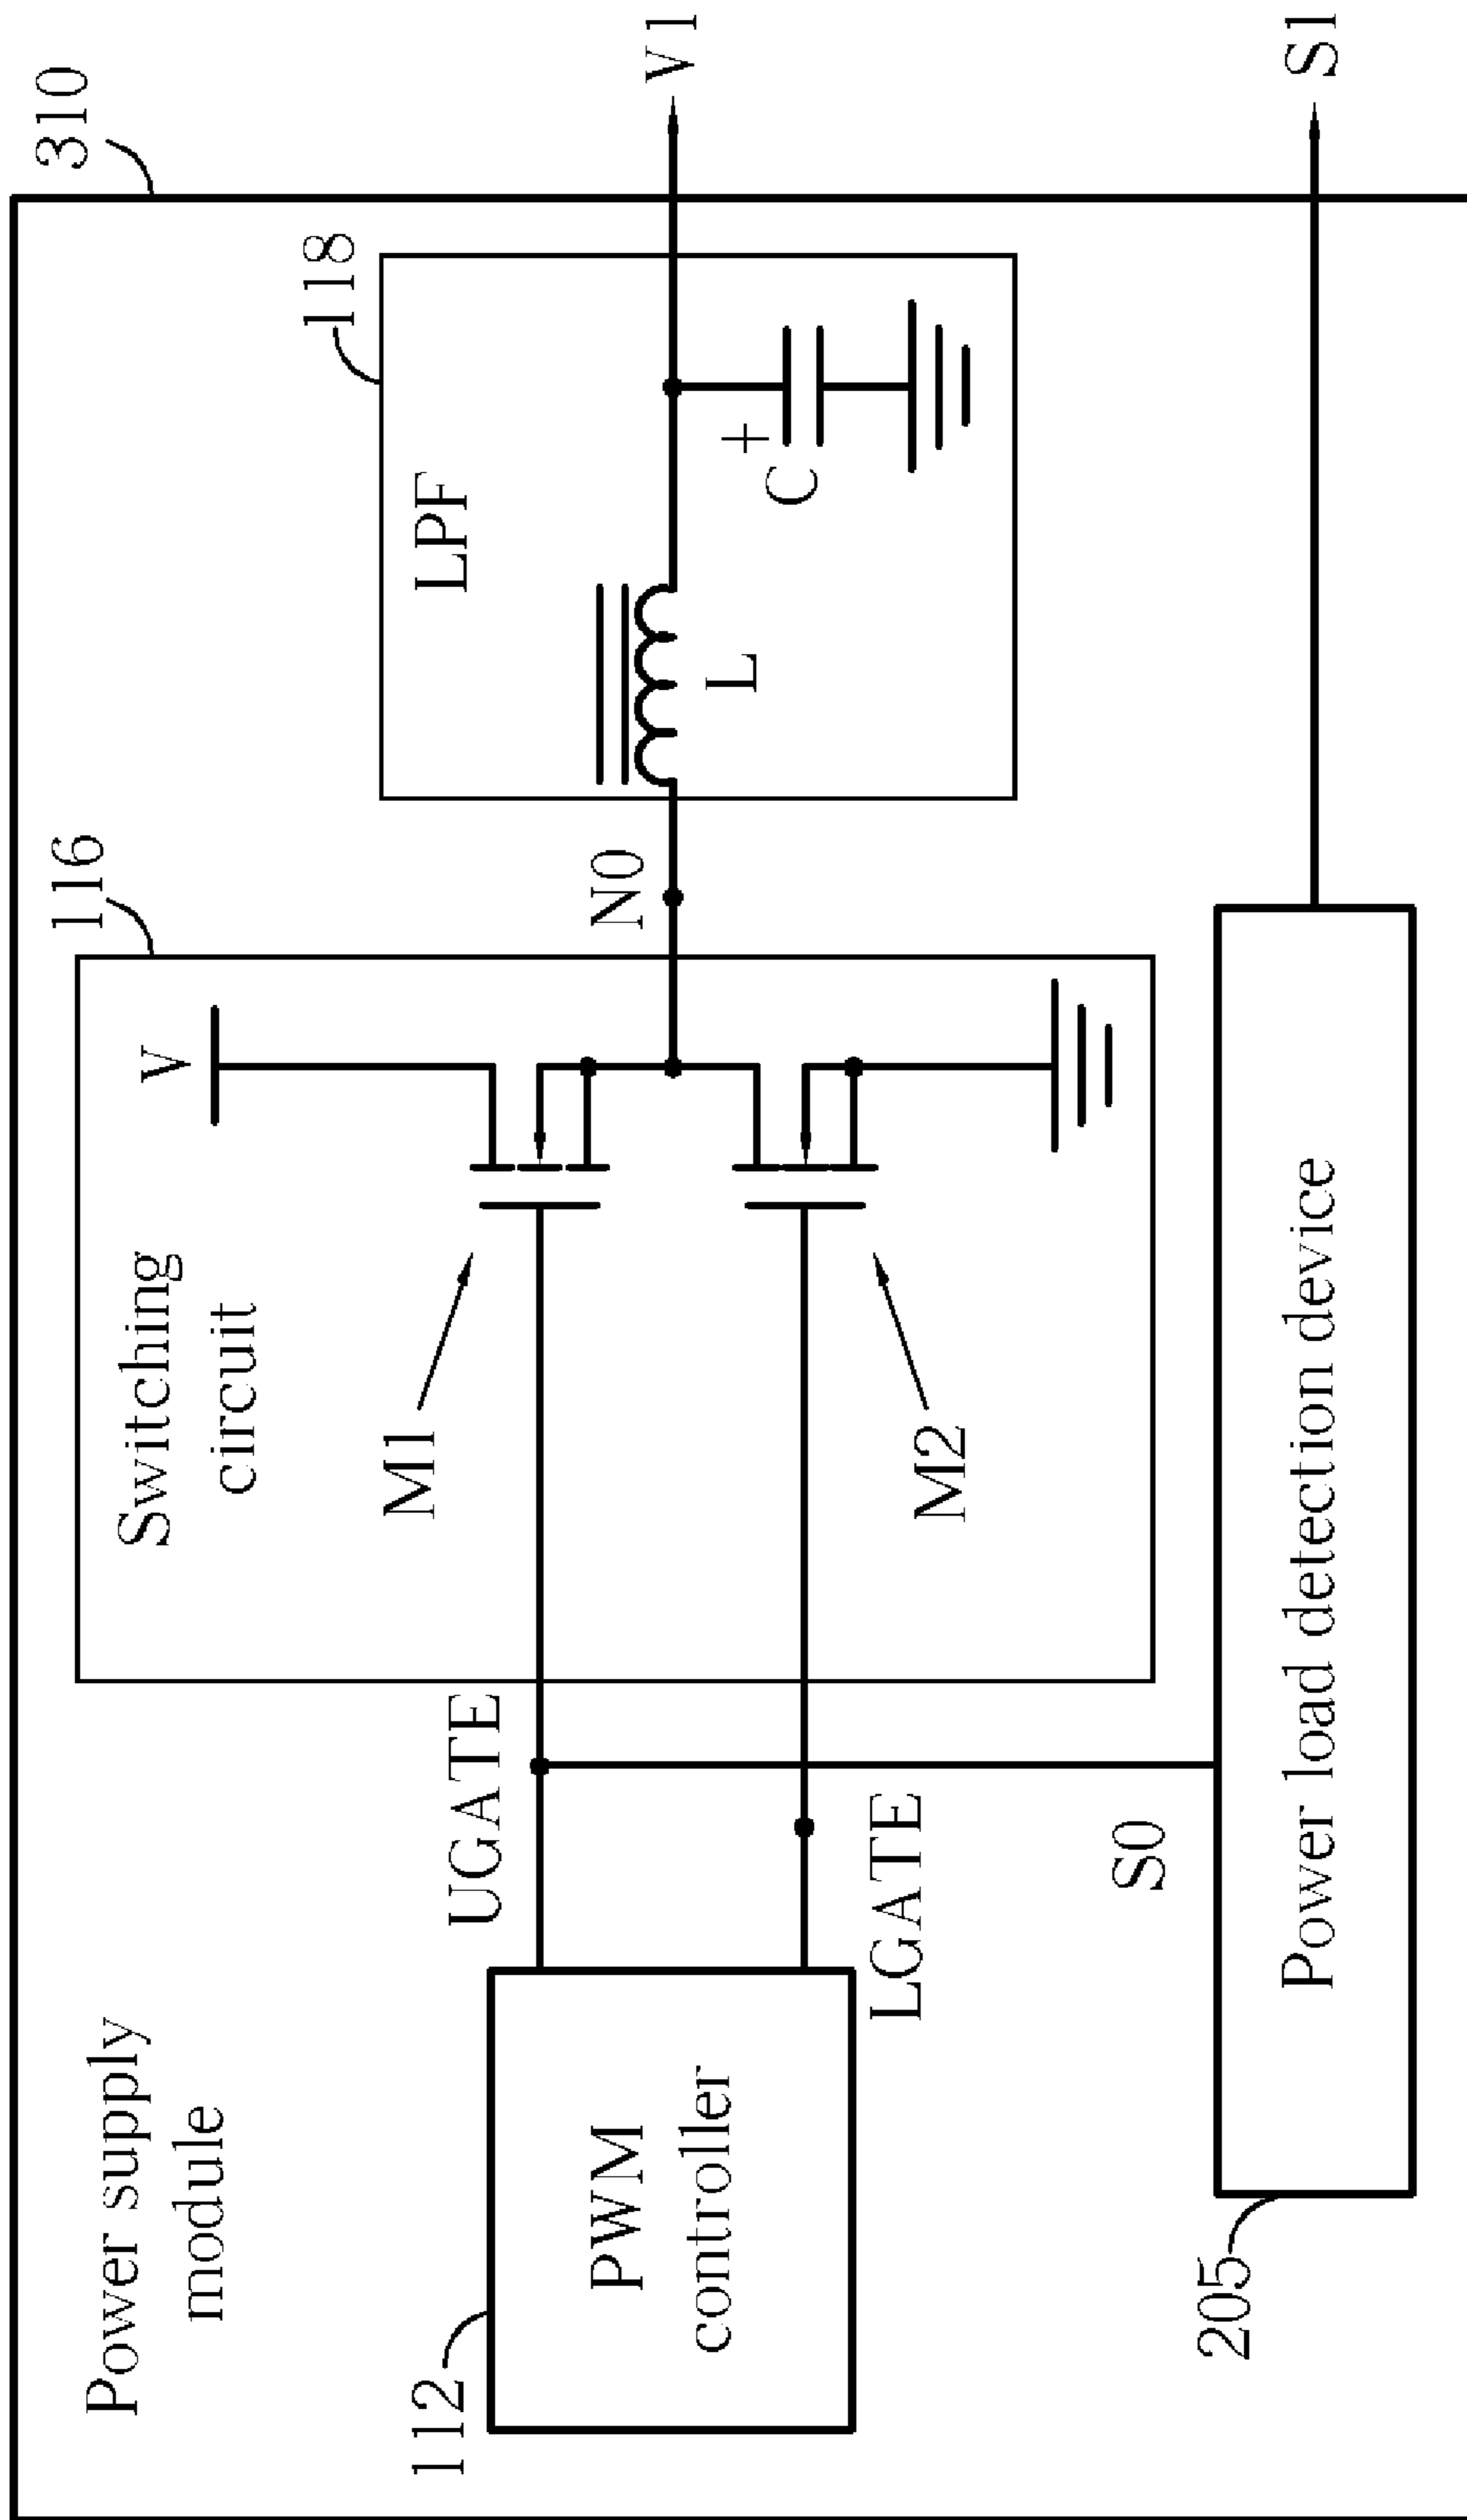 310
Power supply
module
116
118
Switching
circuit
V
LPF
112
PWM
controller
UGATE
LGATE
M1
M2
N0
L
C
+
V1
S0
205
Power load detection device
S1